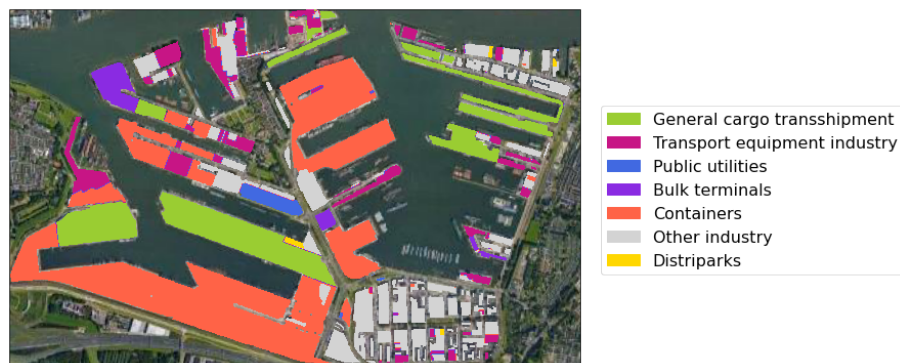 General cargo transshipment
Transport equipment industry
Public utilities
Bulk terminals
Containers
Other industry
Distriparks